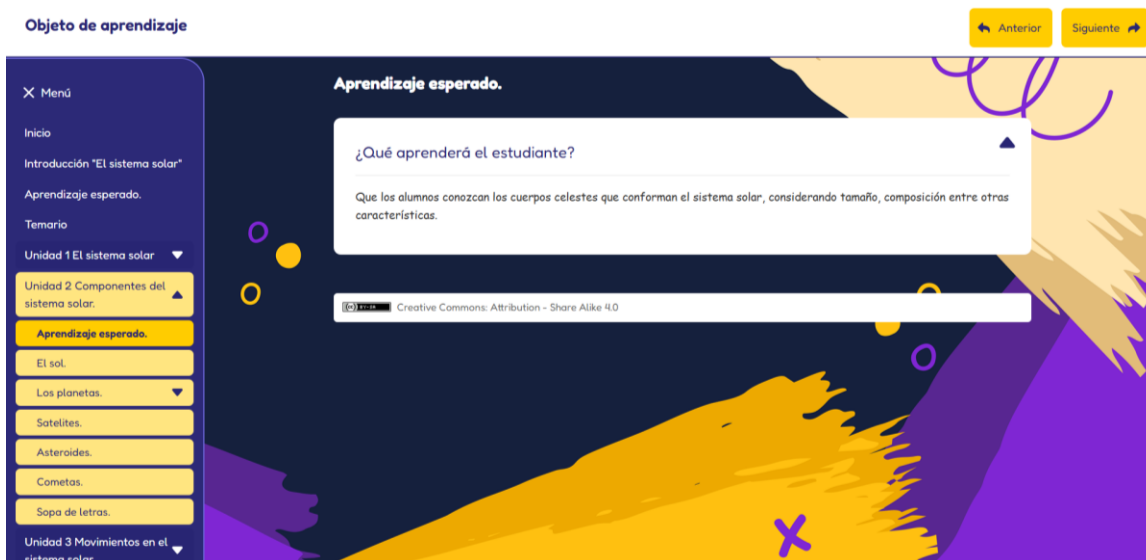 Objeto de aprendizaje
Anterior
Siguiente
Menú
Inicio
Introducción "El sistema solar"
Aprendizaje esperado.
Temario
Unidad 1 El sistema solar
Unidad 2 Componentes del
sistema solar.
Aprendizaje esperado.
El sol.
Los planetas.
Satelites.
Asteroides.
Cometas.
Sopa de letras.
Unidad 3 Movimientos en el
sistema solar
Aprendizaje esperado.
¿Qué aprenderá el estudiante?
Que los alumnos conozcan los cuerpos celestes que conforman el sistema solar, considerando tamaño, composición entre otras
características.
Creative Commons: Attribution - Share Alike 4.0